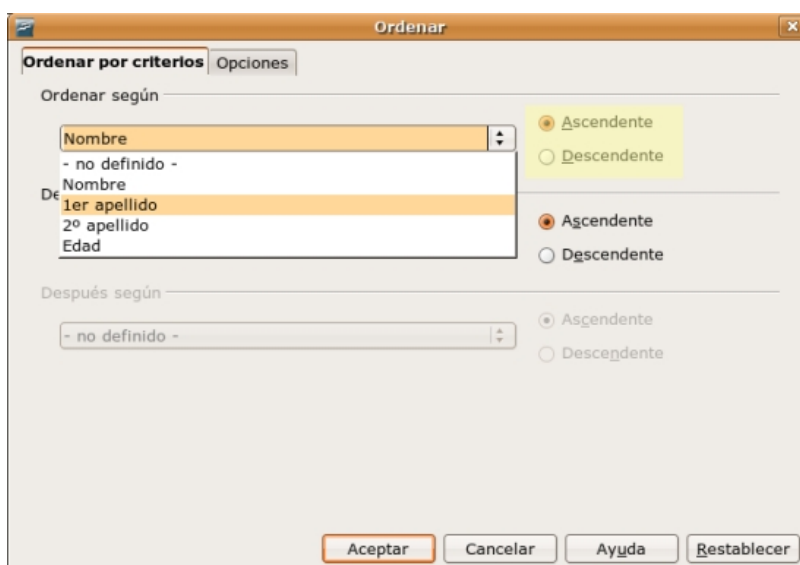 Ordenar
Ordenar por criterios Opciones
Ordenar según
Nombre
Ascendente
Descendente
- no definido -
Nombre
1er apellido
2º apellido
Edad
De
Ascendente
Descendente
Después según
- no definido -
Ascendente
Descendente
Aceptar Cancelar Ayuda Restablecer